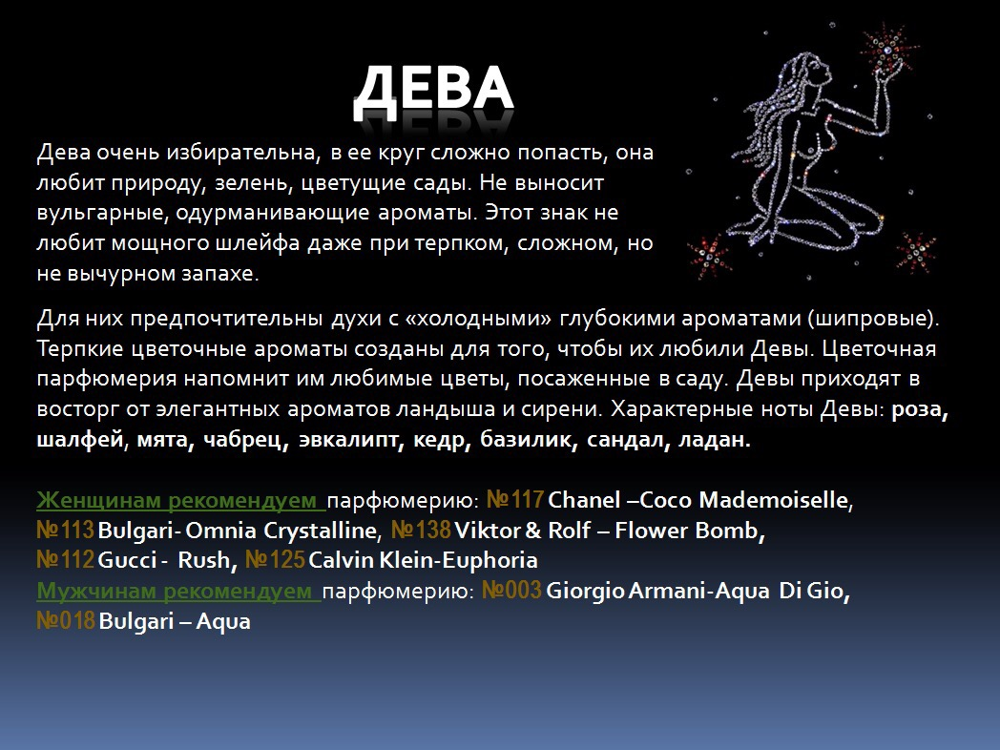 ДЕВА
Дева очень избирательна, в ее круг сложно попасть, она
любит природу, зелень, цветущие сады. Не выносит
вульгарные, одурманивающие ароматы. Этот знак не
любит мощного шлейфа даже при терпком, сложном, но
не вычурном запахе.
Для них предпочтительны духи с «холодными» глубокими ароматами (шипровые).
Терпкие цветочные ароматы созданы для того, чтобы их любили Девы. Цветочная
парфюмерия напомнит им любимые цветы, посаженные в саду. Девы приходят в
восторг от элегантных ароматов ландыша и сирени. Характерные ноты Девы: роза,
шалфей, мята, чабрец, эвкалипт, кедр, базилик, сандал, ладан.
Женщинам рекомендуем парфюмерию: №117 Chanel –Coco Mademoiselle,
№113 Bulgari- Omnia Crystalline, №138 Viktor & Rolf – Flower Bomb,
№112 Gucci - Rush, №125 Calvin Klein-Euphoria
Мужчинам рекомендуем парфюмерию: №003 Giorgio Armani-Aqua Di Gio,
№018 Bulgari – Aqua